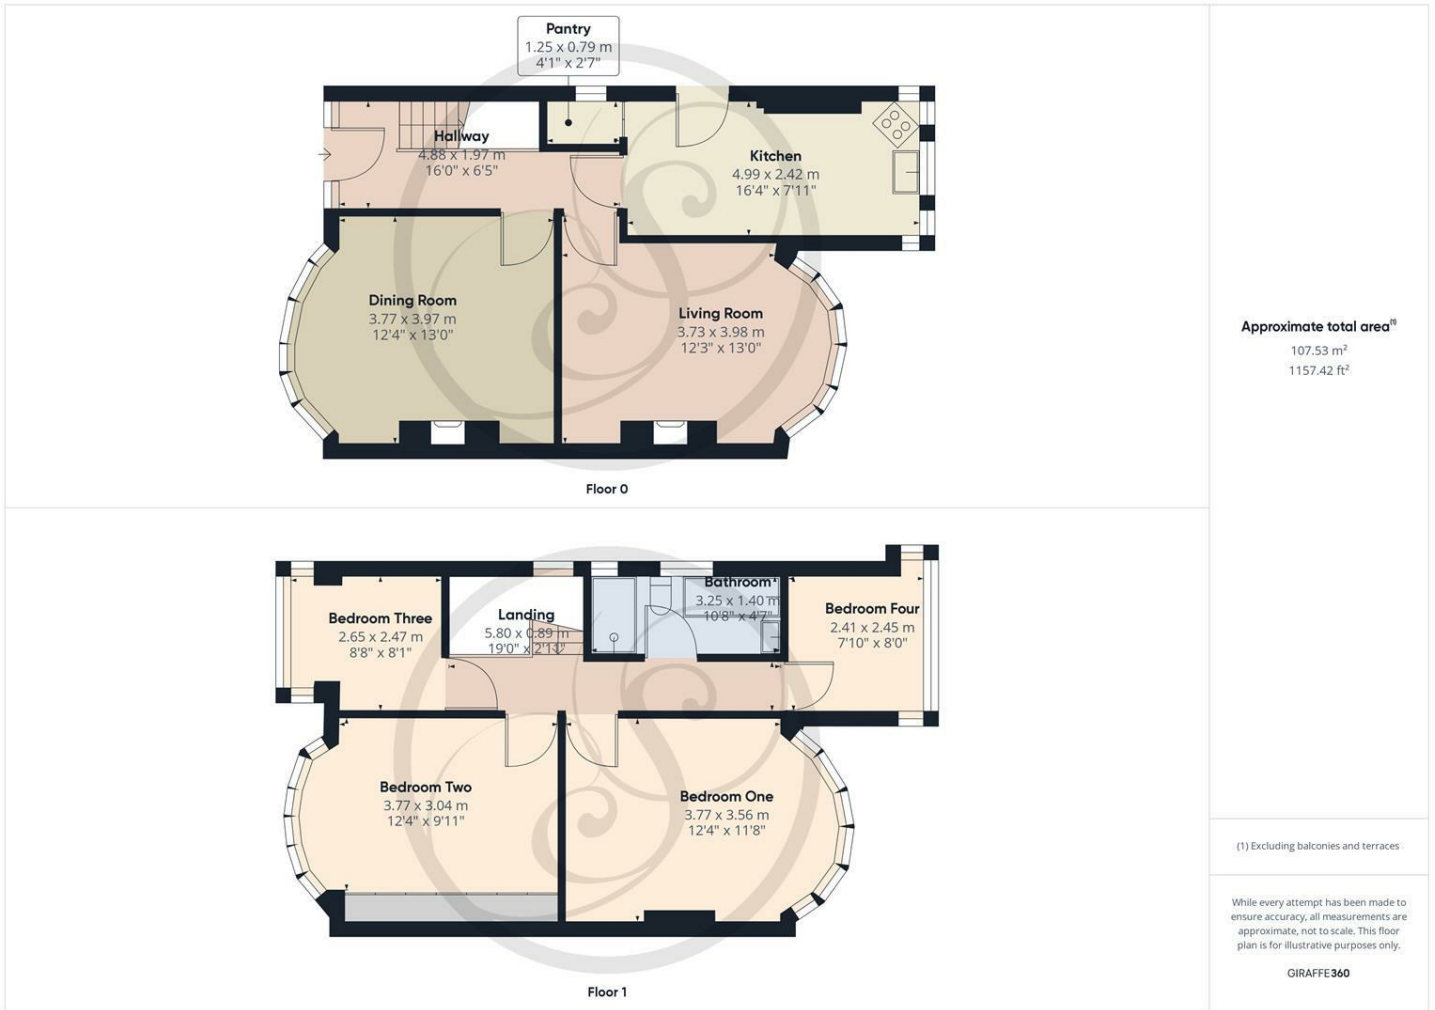 Pantry
1.25 x 0.79 m
4'1" x 2'7"
Hallway
4.88 x 1.97 m
16'0" x 6'5"
Kitchen
4.99 x 2.42 m
16'4" x 7'11"
Dining Room
3.77 x 3.97 m
12'4" x 13'0"
Living Room
3.73 x 3.98 m
12'3" x 13'0"
Floor 0
Approximate total area(1)
107.53 m²
1157.42 ft²
Bedroom Three
2.65 x 2.47 m
8'8" x 8'1"
Landing
5.80 x 0.89 m
19'0" x 2'11"
Bathroom
3.25 x 1.40 m
10'8" x 4'7"
Bedroom Four
2.41 x 2.45 m
7'10" x 8'0"
Bedroom Two
3.77 x 3.04 m
12'4" x 9'11"
Bedroom One
3.77 x 3.56 m
12'4" x 11'8"
Floor 1
(1) Excluding balconies and terraces
While every attempt has been made to
ensure accuracy, all measurements are
approximate, not to scale. This floor
plan is for illustrative purposes only.
GIRAFFE360